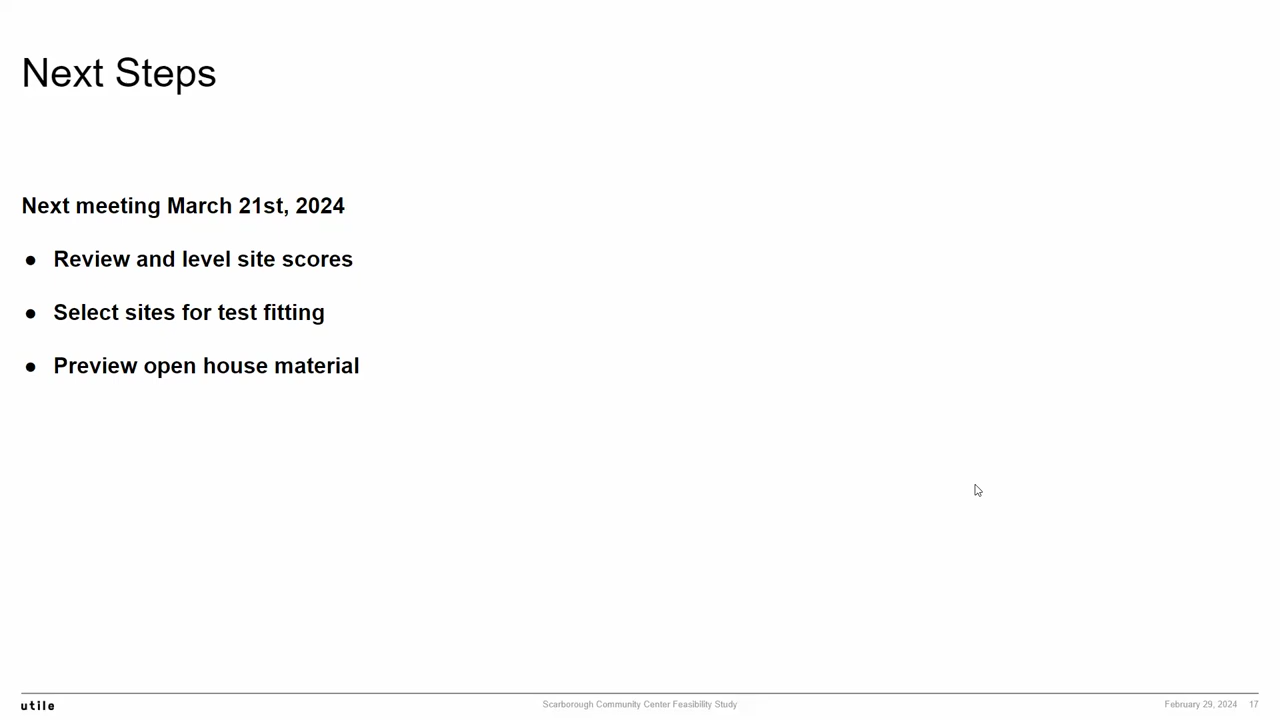 Next Steps
Next meeting March 21st, 2024
● Review and level site scores
● Select sites for test fitting
● Preview open house material
utile
Scarborough Community Center Feasibility Study
February 29, 2024 17